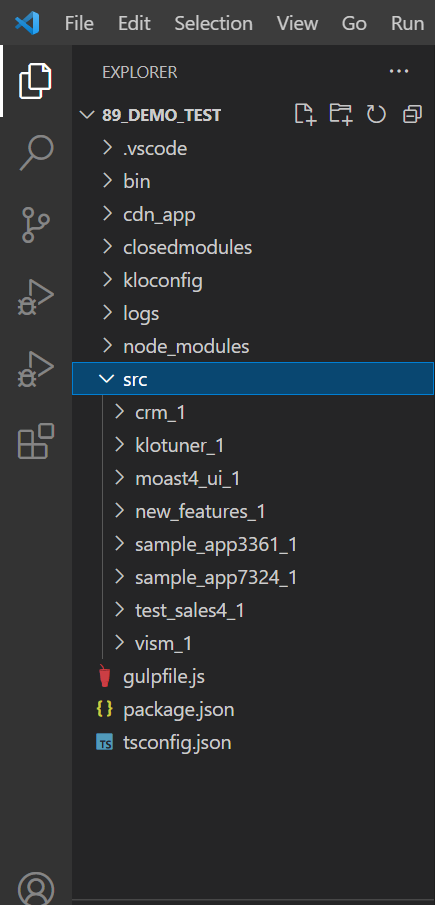 File Edit Selection View Go Run
EXPLORER
89_DEMO_TEST
.vscode
bin
cdn_app
closedmodules
kloconfig
logs
node_modules
src
crm_1
klotuner_1
moast4_ui_1
new_features_1
sample_app3361_1
sample_app7324_1
test_sales4_1
vism_1
gulpfile.js
{} package.json
TS tsconfig.json